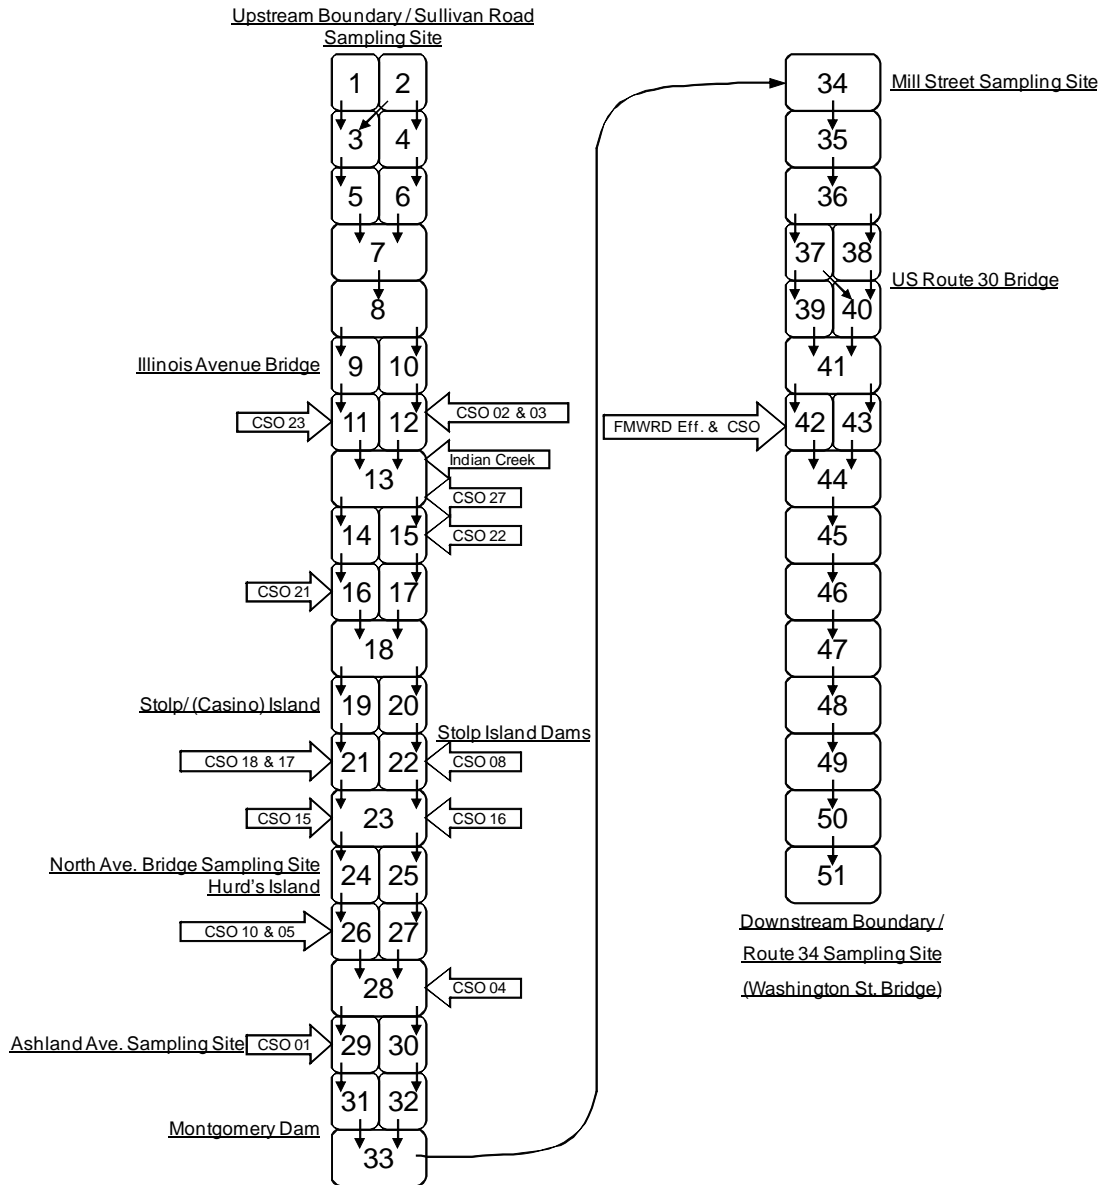 Upstream Boundary / Sullivan Road
Sampling Site
1 2
3 4
5 6
7
8
Illinois Avenue Bridge 9 10
CSO 23 11 12 CSO 02 & 03
Indian Creek
13
CSO 27
14 15 CSO 22
CSO 21 16 17
18
Stolp/ (Casino) Island 19 20
Stolp Island Dams
CSO 18 & 17 21 22 CSO 08
CSO 15 23 CSO 16
North Ave. Bridge Sampling Site
Hurd's Island
24 25
CSO 10 & 05 26 27
28 CSO 04
Ashland Ave. Sampling Site CSO 01 29 30
31 32
Montgomery Dam
33
34 Mill Street Sampling Site
35
36
37 38
US Route 30 Bridge
39 40
41
FMWRD Eff. & CSO 42 43
44
45
46
47
48
49
50
51
Downstream Boundary /
Route 34 Sampling Site
(Washington St. Bridge)